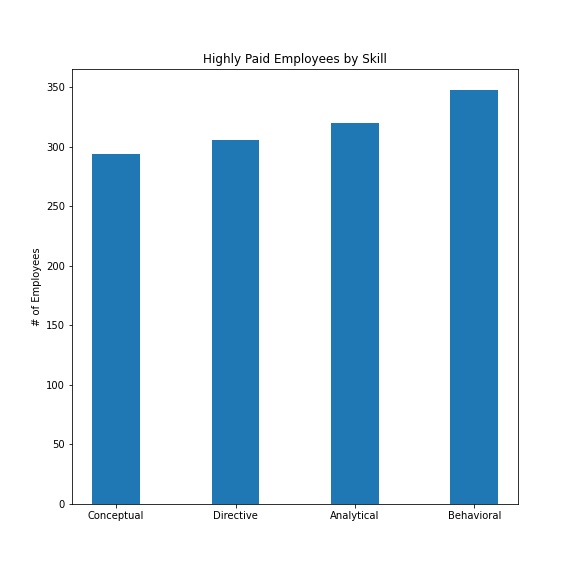 Highly Paid Employees by Skill
# of Employees
350
300
250
200
150
100
50
0
Conceptual Directive Analytical Behavioral